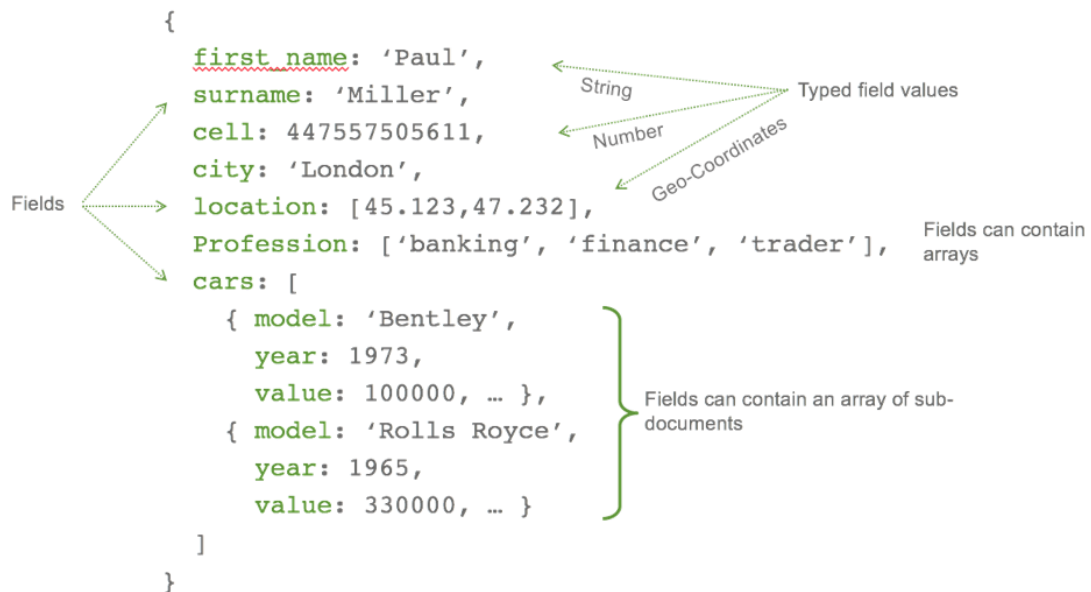 {
first_name: ‘Paul’,
surname: ‘Miller’,
cell: 447557505611,
city: ‘London’,
location: [45.123,47.232],
Profession: [‘banking’, ‘finance’, ‘trader’],
cars: [
{ model: ‘Bentley’,
year: 1973,
value: 100000, … },
{ model: ‘Rolls Royce’,
year: 1965,
value: 330000, … }
]
}
Fields
String
Number
Geo-Coordinates
Typed field values
Fields can contain
arrays
Fields can contain an array of sub-
documents